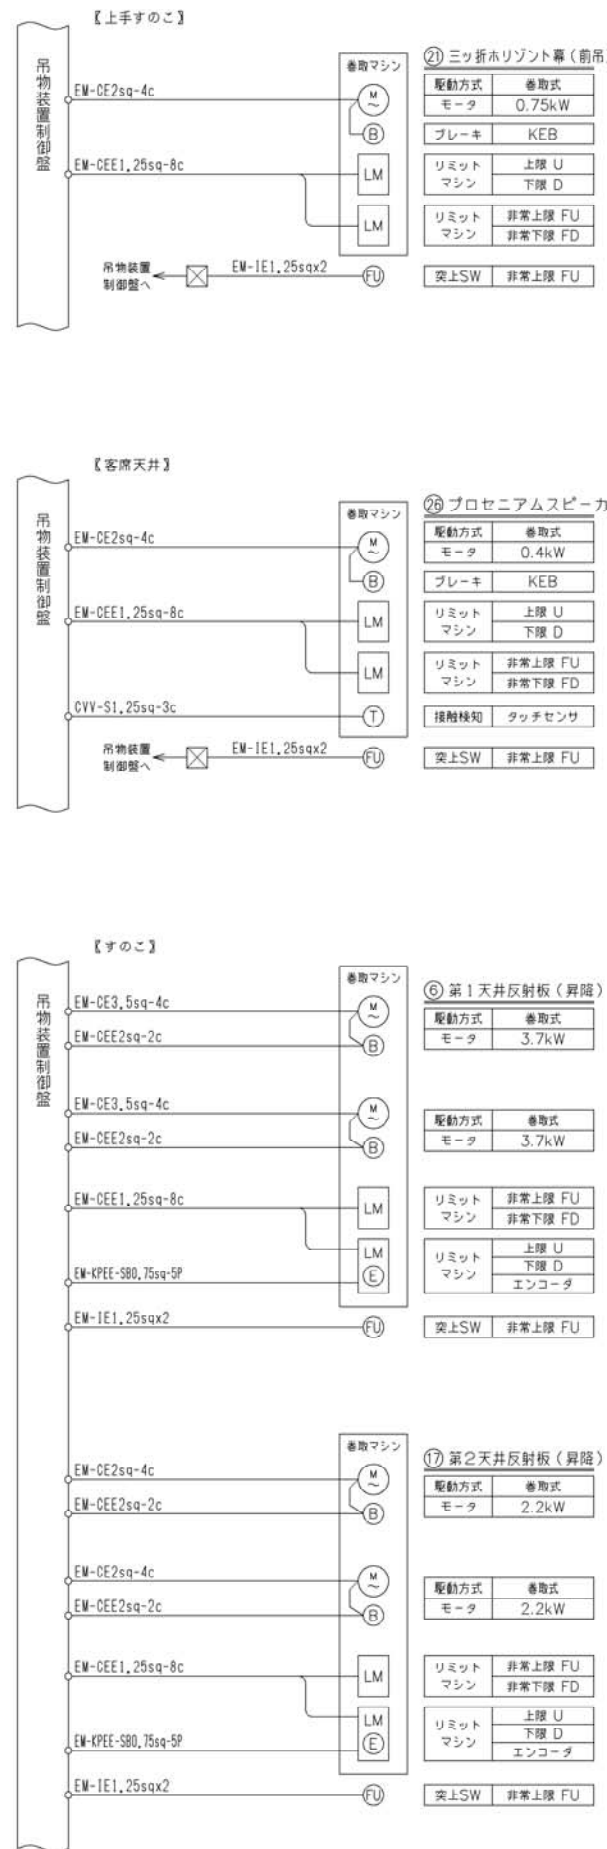 【上手すのこ】
吊物装置制御盤
巻取マシン
㉑ 三ッ折ホリゾント幕(前吊
EM-CE2sq-4c
M
~
駆動方式 巻取式
モータ 0.75kW
B
ブレーキ KEB
EM-CEE1.25sq-8c
LM
リミットマシン 上限 U
下限 D
LM
リミットマシン 非常上限 FU
非常下限 FD
吊物装置
制御盤へ
EM-IE1.25sqx2
FU
突上SW 非常上限 FU
【客席天井】
吊物装置制御盤
巻取マシン
㉖ プロセニアムスピーカ
EM-CE2sq-4c
M
~
駆動方式 巻取式
モータ 0.4kW
B
ブレーキ KEB
EM-CEE1.25sq-8c
LM
リミットマシン 上限 U
下限 D
LM
リミットマシン 非常上限 FU
非常下限 FD
CVV-S1.25sq-3c
T
接触検知 タッチセンサ
吊物装置
制御盤へ
EM-IE1.25sqx2
FU
突上SW 非常上限 FU
【すのこ】
吊物装置制御盤
巻取マシン
⑥ 第1天井反射板(昇降)
EM-CE3.5sq-4c
M
~
駆動方式 巻取式
モータ 3.7kW
EM-CEE2sq-2c
B
EM-CE3.5sq-4c
M
~
駆動方式 巻取式
モータ 3.7kW
EM-CEE2sq-2c
B
EM-CEE1.25sq-8c
LM
リミットマシン 非常上限 FU
非常下限 FD
LM
E
リミットマシン 上限 U
下限 D
エンコーダ
EM-KPEE-SB0.75sq-5P
EM-IE1.25sqx2
FU
突上SW 非常上限 FU
巻取マシン
⑰ 第2天井反射板(昇降)
EM-CE2sq-4c
M
~
駆動方式 巻取式
モータ 2.2kW
EM-CEE2sq-2c
B
EM-CE2sq-4c
M
~
駆動方式 巻取式
モータ 2.2kW
EM-CEE2sq-2c
B
EM-CEE1.25sq-8c
LM
リミットマシン 非常上限 FU
非常下限 FD
LM
E
リミットマシン 上限 U
下限 D
エンコーダ
EM-KPEE-SB0.75sq-5P
EM-IE1.25sqx2
FU
突上SW 非常上限 FU